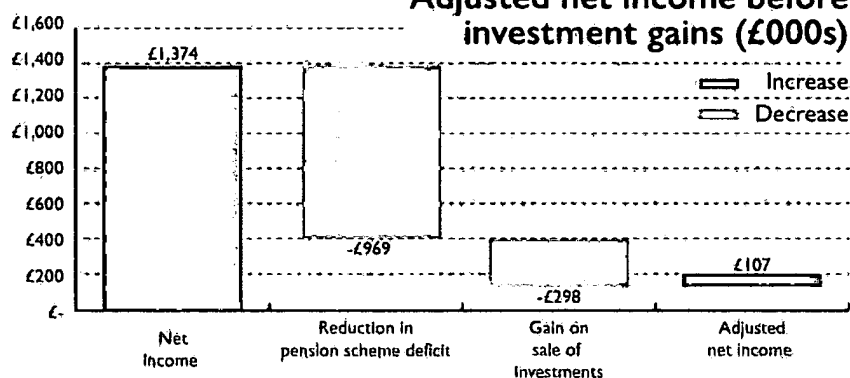 Adjusted net income before
investment gains (£000s)
£1,600
£1,400
£1,200
£1,000
£800
£600
£400
£200
£-
£1,374
-£969
-£298
£107
Increase
Decrease
Net
Income
Reduction in
pension scheme deficit
Gain on
sale of
Investments
Adjusted
net income